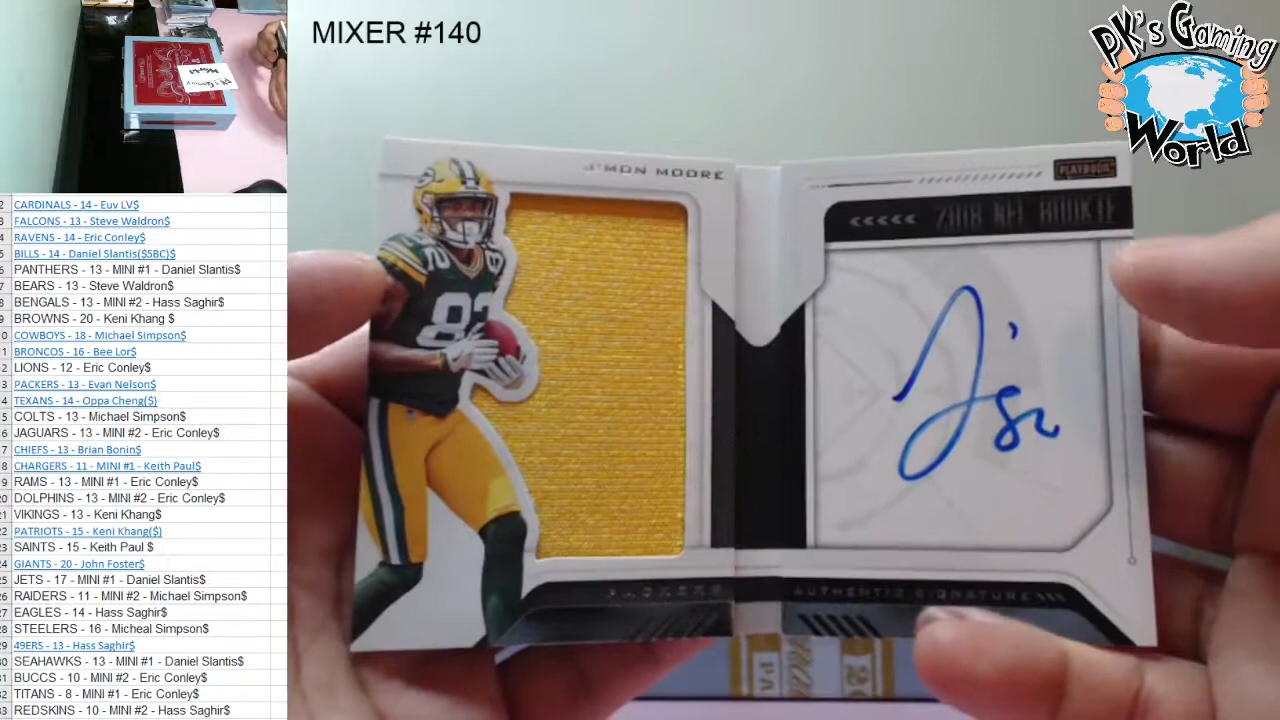 MIXER #140
PK's Gaming World
CARDINALS - 14 - Euv LV$
FALCONS - 13 - Steve Waldron$
RAVENS - 14 - Eric Conley$
BILLS - 14 - Daniel Slantis($5BC)$
PANTHERS - 13 - MINI #1 - Daniel Slantis$
BEARS - 13 - Steve Waldron$
BENGALS - 13 - MINI #2 - Hass Saghir$
BROWNS - 20 - Keni Khang $
COWBOYS - 18 - Michael Simpson$
BRONCOS - 16 - Bee Lor$
LIONS - 12 - Eric Conley$
PACKERS - 13 - Evan Nelson$
TEXANS - 14 - Oppa Cheng($)
COLTS - 13 - Michael Simpson$
JAGUARS - 13 - MINI #2 - Eric Conley$
CHIEFS - 13 - Brian Bonin$
CHARGERS - 11 - MINI #1 - Keith Paul$
RAMS - 13 - MINI #1 - Eric Conley$
DOLPHINS - 13 - MINI #2 - Eric Conley$
VIKINGS - 13 - Keni Khang$
PATRIOTS - 15 - Keni Khang($)
SAINTS - 15 - Keith Paul $
GIANTS - 20 - John Foster$
JETS - 17 - MINI #1 - Daniel Slantis$
RAIDERS - 11 - MINI #2 - Michael Simpson$
EAGLES - 14 - Hass Saghir$
STEELERS - 16 - Micheal Simpson$
49ERS - 13 - Hass Saghir$
SEAHAWKS - 13 - MINI #1 - Daniel Slantis$
BUCCS - 10 - MINI #2 - Eric Conley$
TITANS - 8 - MINI #1 - Eric Conley$
REDSKINS - 10 - MINI #2 - Hass Saghir$
J'MON MOORE
PLAYBOOK
2018 NFL ROOKIE
82
PACKERS
AUTHENTIC SIGNATURE